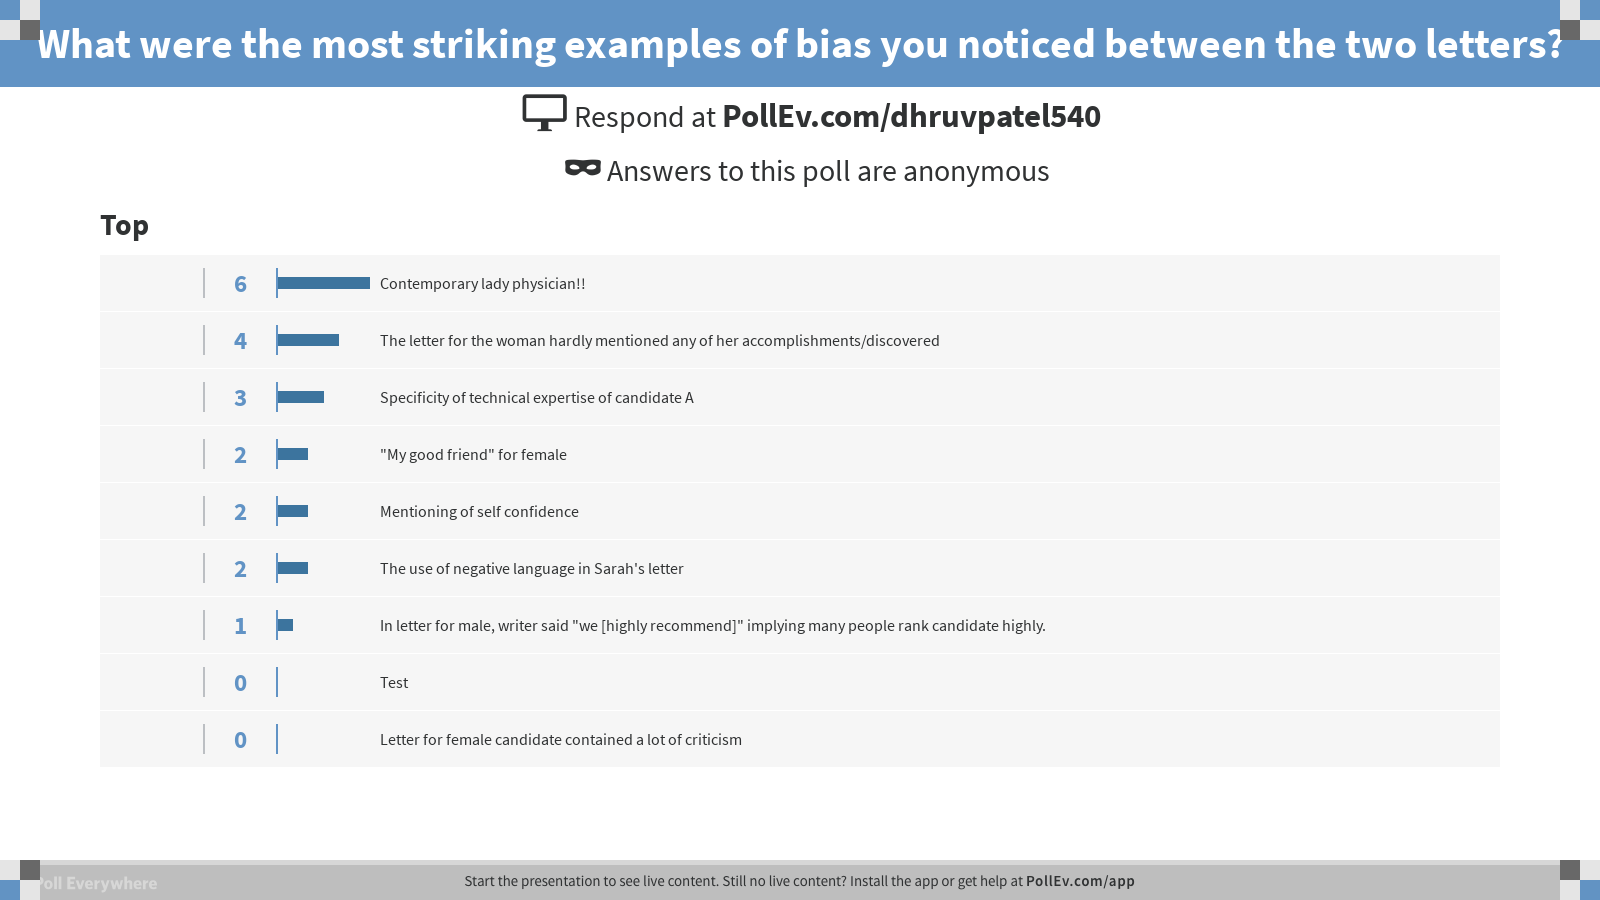 What were the most striking examples of bias you noticed between the two letters?
Respond at PollEv.com/dhruvpatel540
Answers to this poll are anonymous
Top
6 Contemporary lady physician!!
4 The letter for the woman hardly mentioned any of her accomplishments/discovered
3 Specificity of technical expertise of candidate A
2 "My good friend" for female
2 Mentioning of self confidence
2 The use of negative language in Sarah's letter
1 In letter for male, writer said "we [highly recommend]" implying many people rank candidate highly.
0 Test
0 Letter for female candidate contained a lot of criticism
Poll Everywhere
Start the presentation to see live content. Still no live content? Install the app or get help at PollEv.com/app